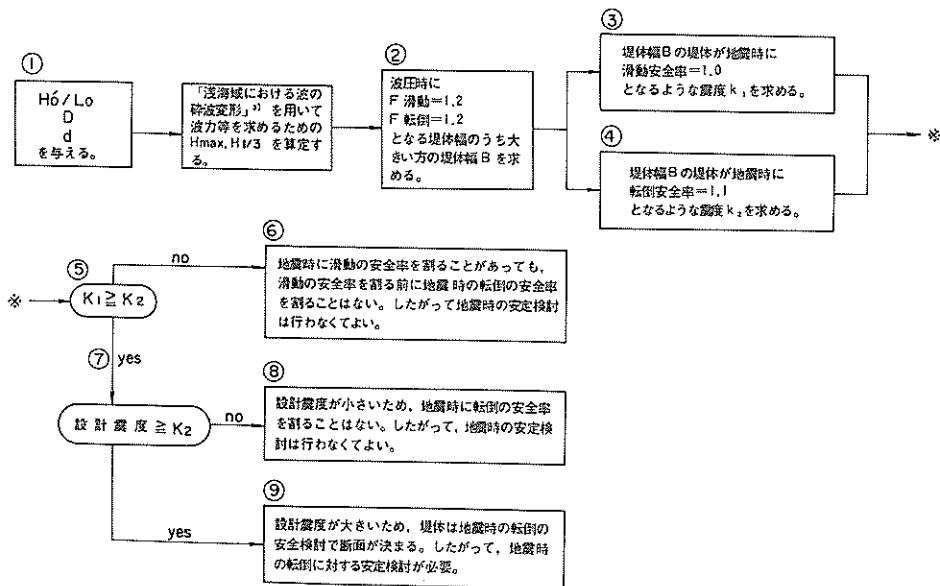 ①
Hó/Lo
D
d
を与える。
「浅海域における波の
砕波変形」³⁾ を用いて
波力等を求めるための
Hmax, H1/3 を算定す
る。
②
波圧時に
F 滑動=1.2
F 転倒=1.2
となる堤体幅のうち大
きい方の堤体幅 B を求
める。
③
堤体幅 B の堤体が地震時に
滑動安全率=1.0
となるような震度 k₁ を求める。
④
堤体幅Bの堤体が地震時に
転倒安全率=1.1
となるような震度 k₂ を求める。
※
※
⑤
K₁ ≧ K₂
no
⑥
地震時に滑動の安全率を割ることがあっても,
滑動の安全率を割る前に地震 時の転倒の安全率
を割ることはない。したがって地震時の安定検討
は行わなくてよい。
⑦ yes
設計震度 ≧ K₂
no
⑧
設計震度が小さいため, 地震時に転倒の安全率
を割ることはない。したがって, 地震時の安定検
討は行わなくてよい。
yes
⑨
設計震度が大きいため, 堤体は地震時の転倒の
安全検討で断面が決まる。したがって, 地震時
の転倒に対する安定検討が必要。